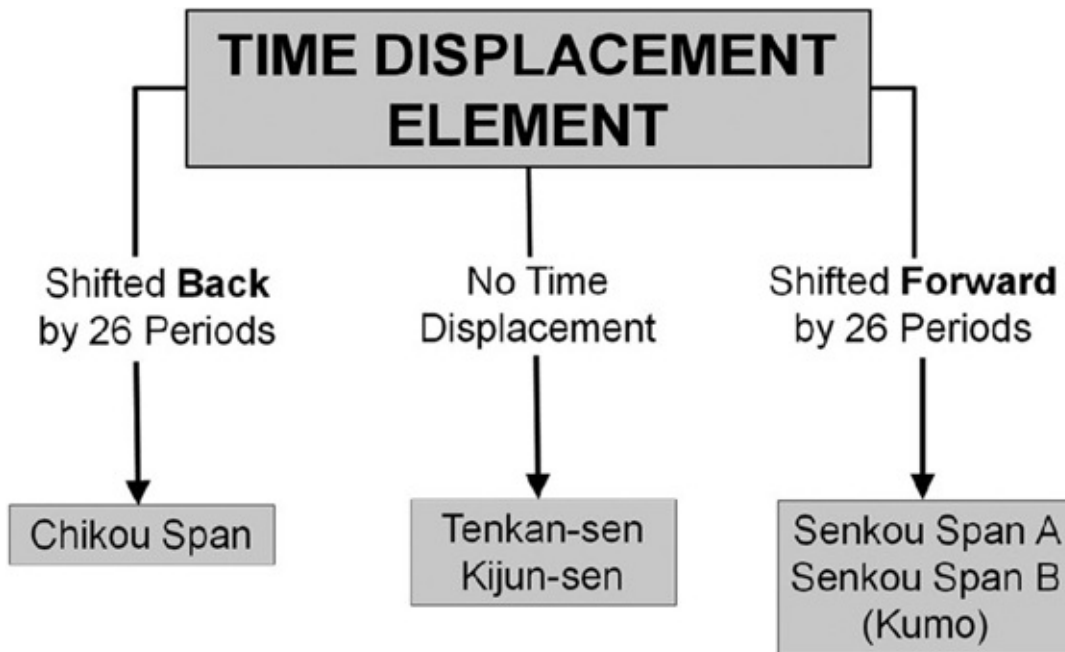 TIME DISPLACEMENT
ELEMENT
Shifted Back
by 26 Periods
No Time
Displacement
Shifted Forward
by 26 Periods
Chikou Span
Tenkan-sen
Kijun-sen
Senkou Span A
Senkou Span B
(Kumo)